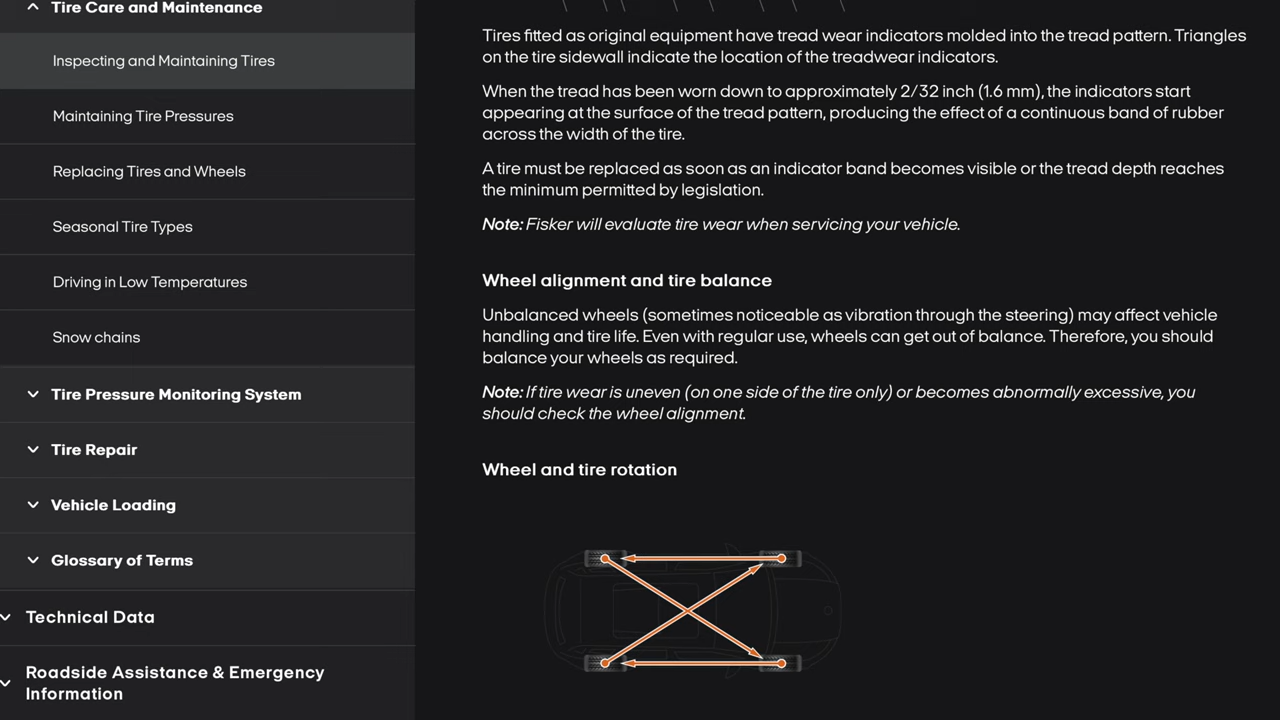 Tire Care and Maintenance
Inspecting and Maintaining Tires
Maintaining Tire Pressures
Replacing Tires and Wheels
Seasonal Tire Types
Driving in Low Temperatures
Snow chains
Tire Pressure Monitoring System
Tire Repair
Vehicle Loading
Glossary of Terms
Technical Data
Roadside Assistance & Emergency
Information
Tires fitted as original equipment have tread wear indicators molded into the tread pattern. Triangles
on the tire sidewall indicate the location of the treadwear indicators.
When the tread has been worn down to approximately 2/32 inch (1.6 mm), the indicators start
appearing at the surface of the tread pattern, producing the effect of a continuous band of rubber
across the width of the tire.
A tire must be replaced as soon as an indicator band becomes visible or the tread depth reaches
the minimum permitted by legislation.
Note: Fisker will evaluate tire wear when servicing your vehicle.
Wheel alignment and tire balance
Unbalanced wheels (sometimes noticeable as vibration through the steering) may affect vehicle
handling and tire life. Even with regular use, wheels can get out of balance. Therefore, you should
balance your wheels as required.
Note: If tire wear is uneven (on one side of the tire only) or becomes abnormally excessive, you
should check the wheel alignment.
Wheel and tire rotation